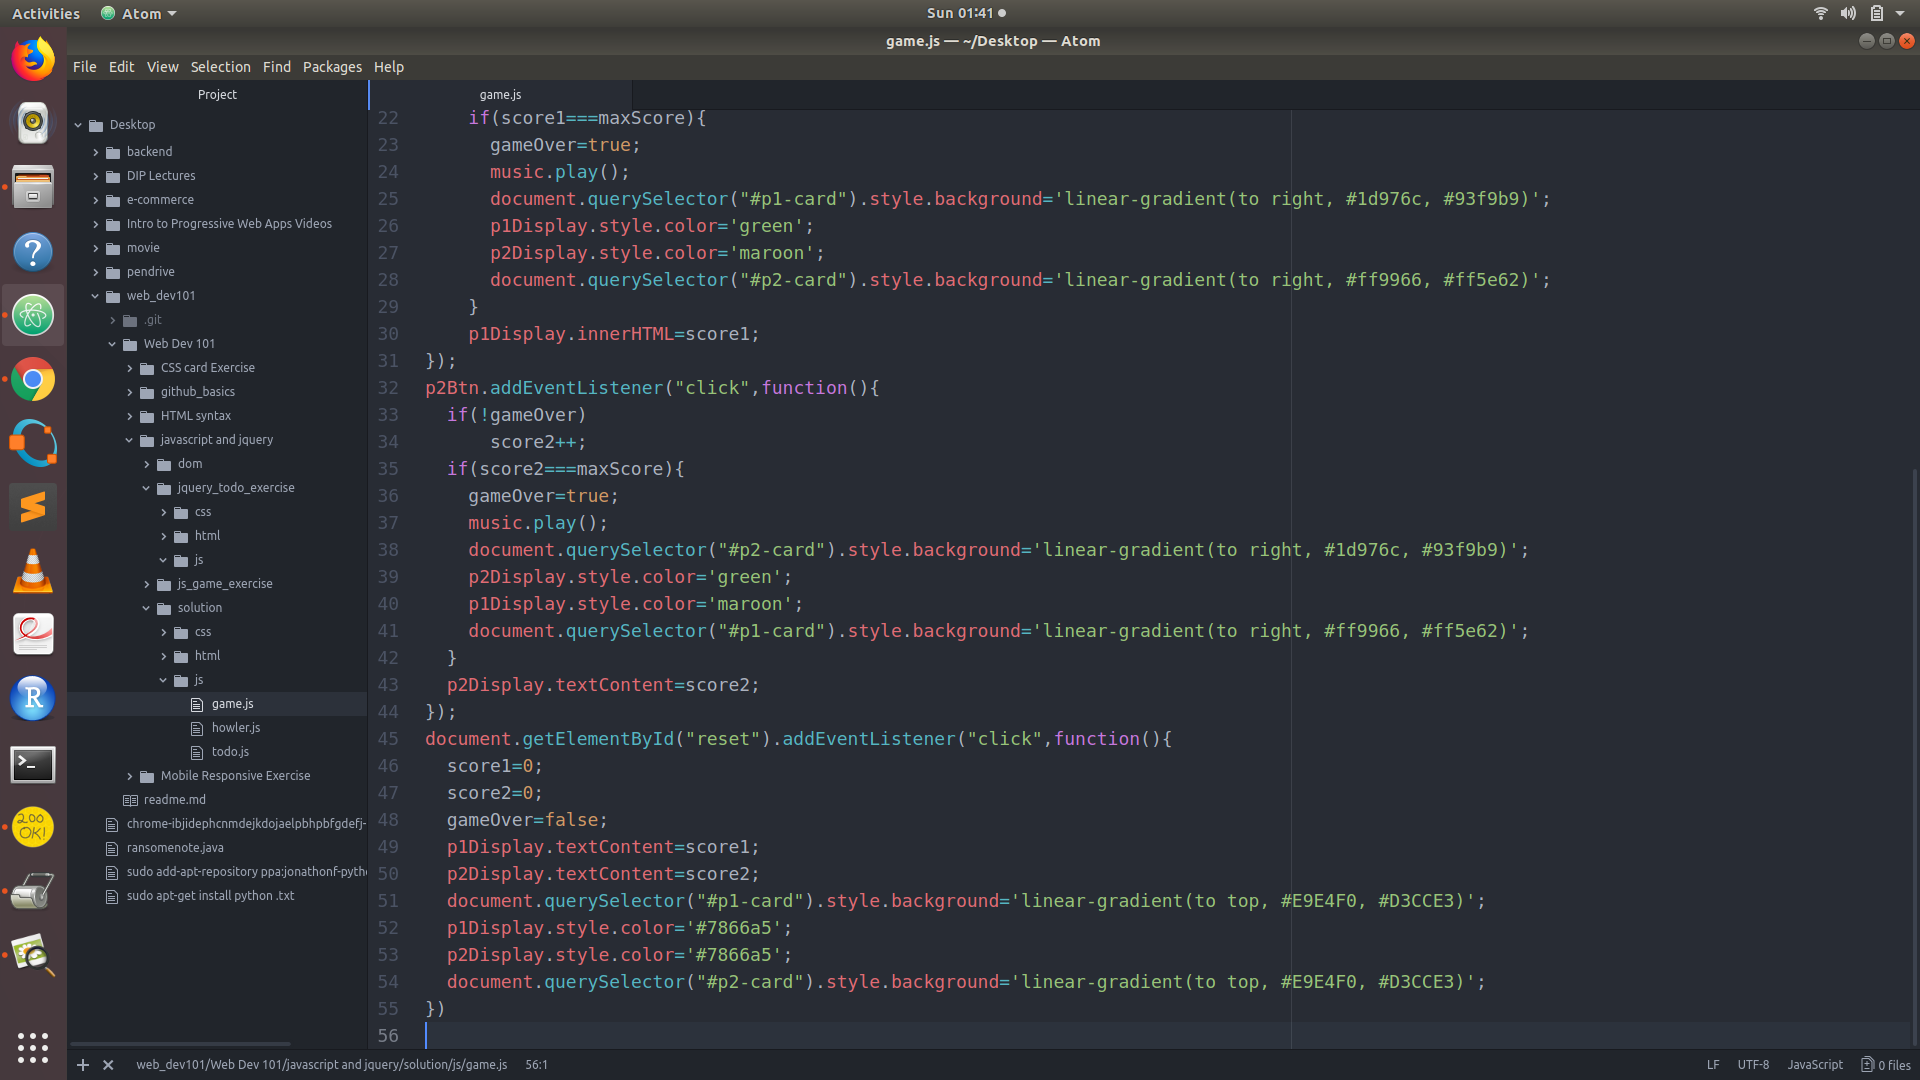 Activities
Atom
Sun 01:41
game.js — ~/Desktop — Atom
File Edit View Selection Find Packages Help
Project
Desktop
backend
DIP Lectures
e-commerce
Intro to Progressive Web Apps Videos
movie
pendrive
web_dev101
.git
Web Dev 101
CSS card Exercise
github_basics
HTML syntax
javascript and jquery
dom
jquery_todo_exercise
css
html
js
js_game_exercise
solution
css
html
js
game.js
howler.js
todo.js
Mobile Responsive Exercise
readme.md
chrome-ibjidephcnmdejkdojaelpbhpbfgdefj-
ransomenote.java
sudo add-apt-repository ppa:jonathonf-pyth
sudo apt-get install python .txt
200
OK!
R
game.js
22 if(score1===maxScore){
23 gameOver=true;
24 music.play();
25 document.querySelector("#p1-card").style.background='linear-gradient(to right, #1d976c, #93f9b9)';
26 p1Display.style.color='green';
27 p2Display.style.color='maroon';
28 document.querySelector("#p2-card").style.background='linear-gradient(to right, #ff9966, #ff5e62)';
29 }
30 p1Display.innerHTML=score1;
31 });
32 p2Btn.addEventListener("click",function(){
33 if(!gameOver)
34 score2++;
35 if(score2===maxScore){
36 gameOver=true;
37 music.play();
38 document.querySelector("#p2-card").style.background='linear-gradient(to right, #1d976c, #93f9b9)';
39 p2Display.style.color='green';
40 p1Display.style.color='maroon';
41 document.querySelector("#p1-card").style.background='linear-gradient(to right, #ff9966, #ff5e62)';
42 }
43 p2Display.textContent=score2;
44 });
45 document.getElementById("reset").addEventListener("click",function(){
46 score1=0;
47 score2=0;
48 gameOver=false;
49 p1Display.textContent=score1;
50 p2Display.textContent=score2;
51 document.querySelector("#p1-card").style.background='linear-gradient(to top, #E9E4F0, #D3CCE3)';
52 p1Display.style.color='#7866a5';
53 p2Display.style.color='#7866a5';
54 document.querySelector("#p2-card").style.background='linear-gradient(to top, #E9E4F0, #D3CCE3)';
55 })
56
web_dev101/Web Dev 101/javascript and jquery/solution/js/game.js 56:1
LF UTF-8 JavaScript 0 files